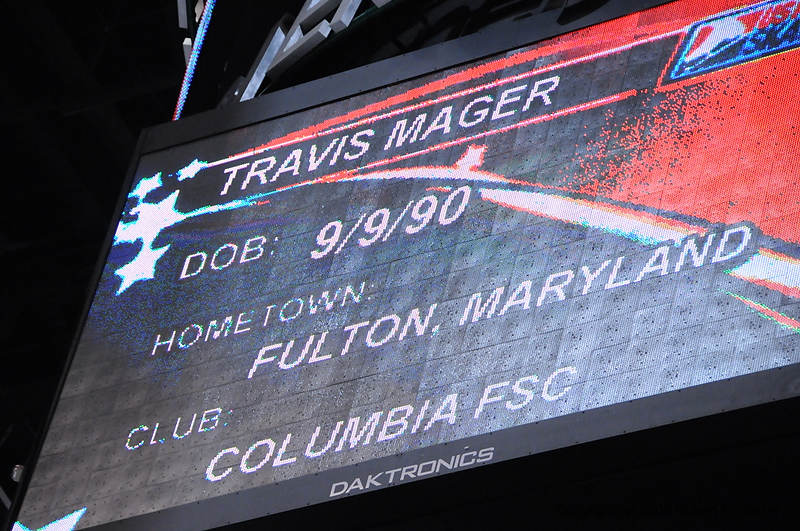 TRAVIS MAGER
DOB: 9/9/90
HOMETOWN:
FULTON, MARYLAND
CLUB:
COLUMBIA FSC
DAKTRONICS